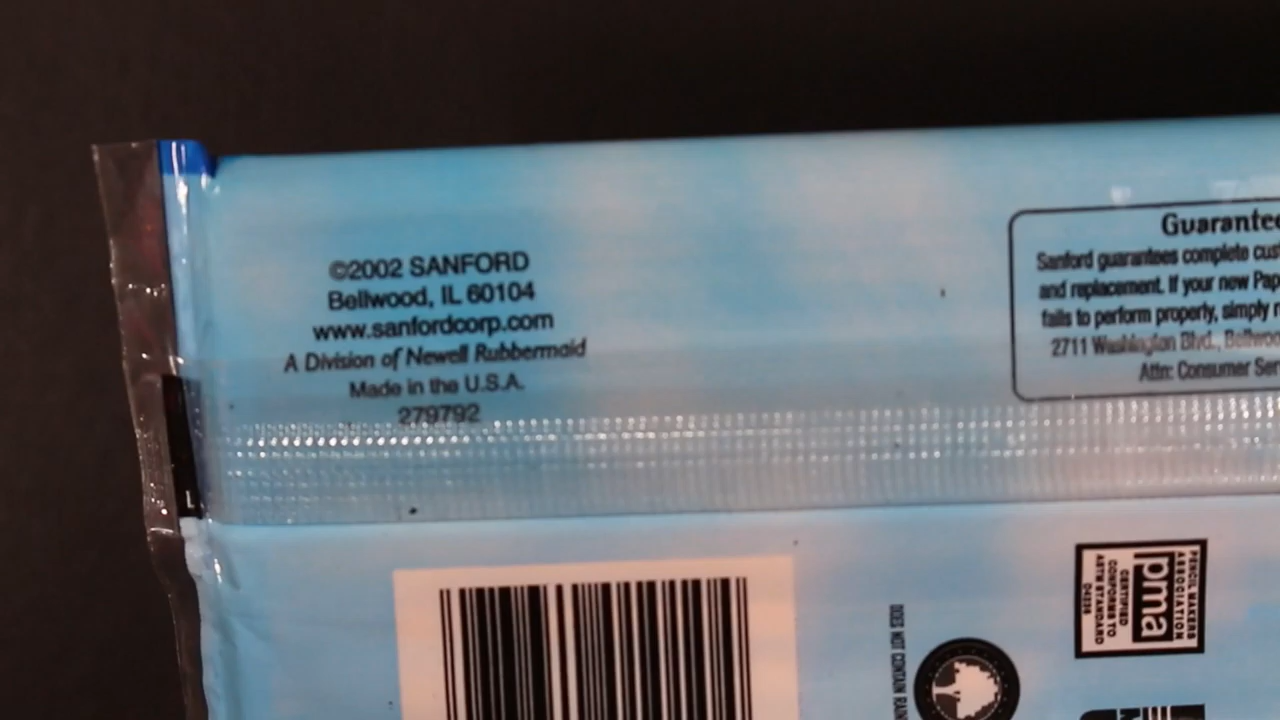 ©2002 SANFORD
Bellwood, IL 60104
www.sanfordcorp.com
A Division of Newell Rubbermaid
Made in the U.S.A.
279792
Guarantee
Sanford guarantees complete cus
and replacement. If your new Pap
fails to perform properly, simply r
2711 Washington Blvd., Bellwoo
Attn: Consumer Ser
L
PENCIL MAKERS
ASSOCIATION
pma
CERTIFIED
CONFORMS TO
ASTM STANDARD
D4236
DOES NOT CONTAIN RAIN